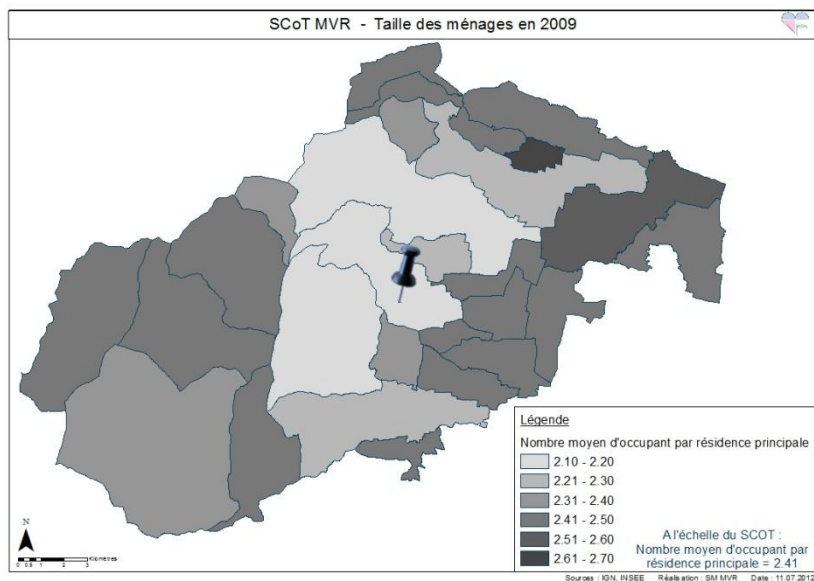 SCoT MVR - Taille des ménages en 2009
Légende
Nombre moyen d'occupant par résidence principale
2.10 - 2.20
2.21 - 2.30
2.31 - 2.40
2.41 - 2.50
2.51 - 2.60
2.61 - 2.70
A l'échelle du SCOT :
Nombre moyen d'occupant par
résidence principale = 2.41
N
0 0.5 1 2 3
Kilomètres
Sources : IGN, INSEE Réalisation : SM MVR Date : 11.07.2012